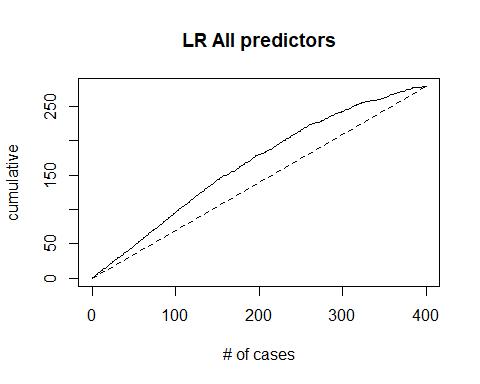 LR All predictors
cumulative
250
150
50
0
0 100 200 300 400
# of cases